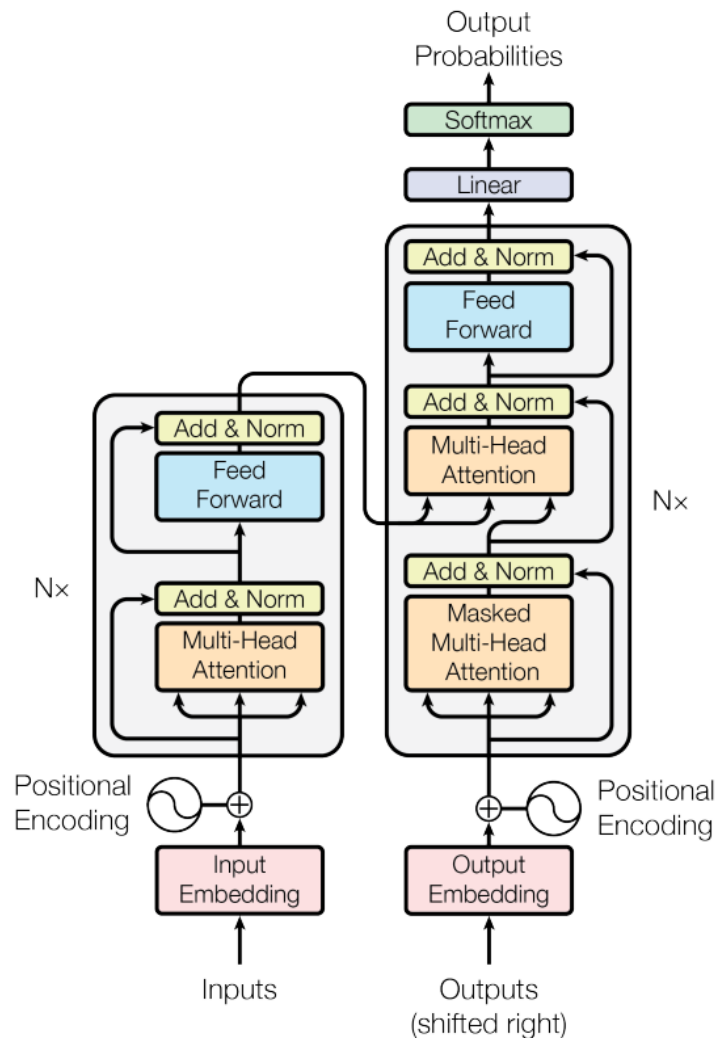 Output
Probabilities
Softmax
Linear
Add & Norm
Feed
Forward
Add & Norm
Multi-Head
Attention
Add & Norm
Masked
Multi-Head
Attention
Nx
Add & Norm
Feed
Forward
Add & Norm
Multi-Head
Attention
Nx
Positional
Encoding
Positional
Encoding
Input
Embedding
Output
Embedding
Inputs
Outputs
(shifted right)